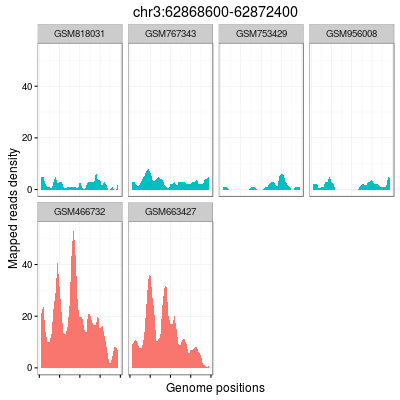 chr3:62868600-62872400
GSM818031 GSM767343 GSM753429 GSM956008
40
20
0
GSM466732 GSM663427
40
20
0
Mapped reads density
Genome positions